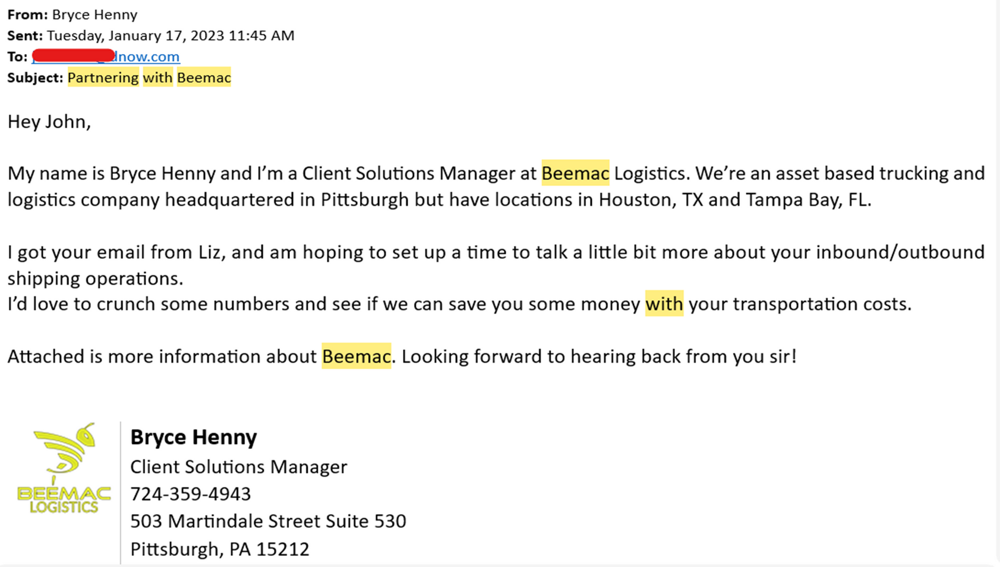 From: Bryce Henny
Sent: Tuesday, January 17, 2023 11:45 AM
To: dnow.com
Subject: Partnering with Beemac
Hey John,
My name is Bryce Henny and I’m a Client Solutions Manager at Beemac Logistics. We’re an asset based trucking and
logistics company headquartered in Pittsburgh but have locations in Houston, TX and Tampa Bay, FL.
I got your email from Liz, and am hoping to set up a time to talk a little bit more about your inbound/outbound
shipping operations.
I’d love to crunch some numbers and see if we can save you some money with your transportation costs.
Attached is more information about Beemac. Looking forward to hearing back from you sir!
BEEMAC
LOGISTICS
Bryce Henny
Client Solutions Manager
724-359-4943
503 Martindale Street Suite 530
Pittsburgh, PA 15212